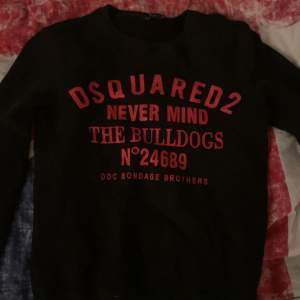 DSQUARED2
NEVER MIND
THE BULLDOGS
N°24689
DOC BONDAGE BROTHERS